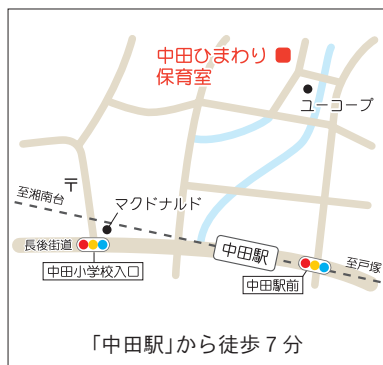 中田ひまわり
保育室
ユーコープ
〒
至湘南台
マクドナルド
長後街道
中田駅
中田小学校入口
中田駅前
至戸塚
「中田駅」から徒歩7分